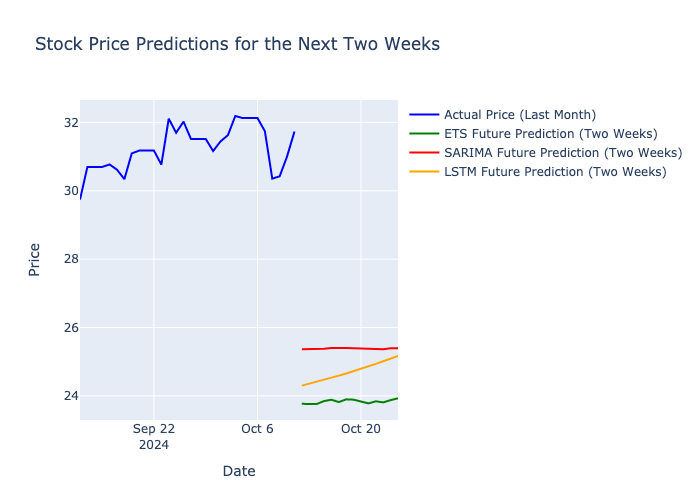 Stock Price Predictions for the Next Two Weeks
Actual Price (Last Month)
ETS Future Prediction (Two Weeks)
SARIMA Future Prediction (Two Weeks)
LSTM Future Prediction (Two Weeks)
Price
32
30
28
26
24
Sep 22
2024
Oct 6
Oct 20
Date